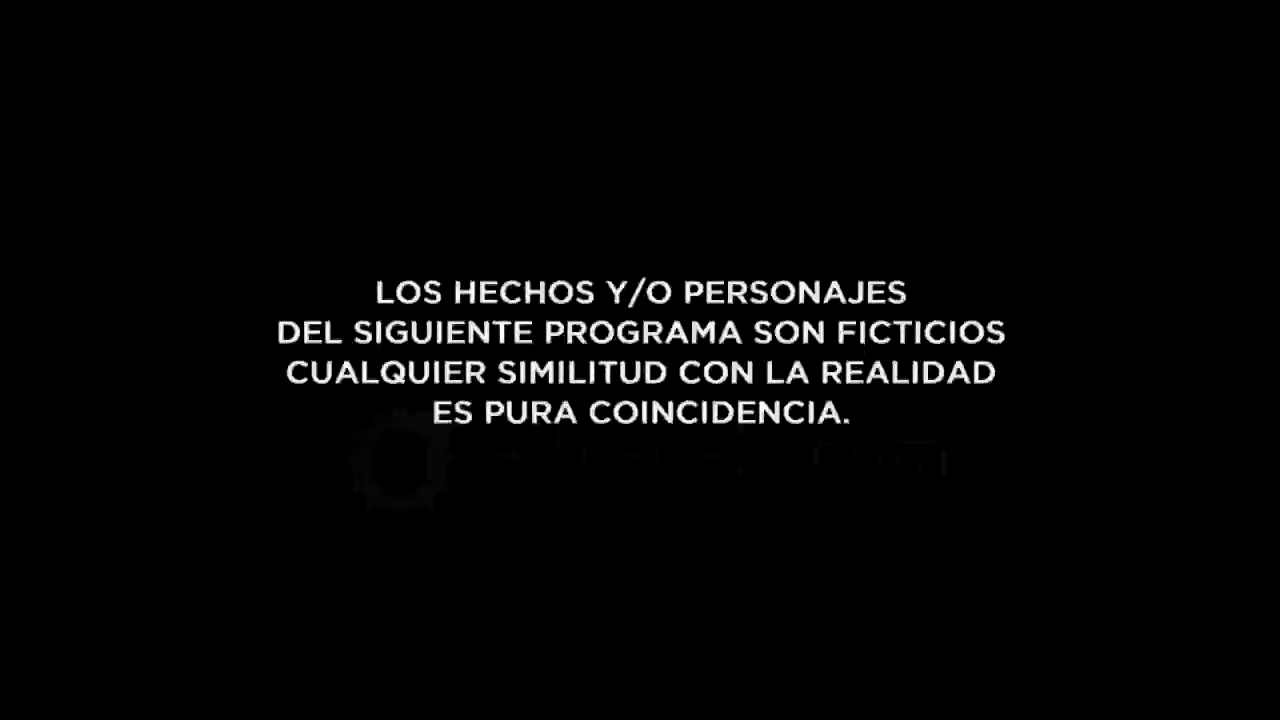 LOS HECHOS Y/O PERSONAJES
DEL SIGUIENTE PROGRAMA SON FICTICIOS
CUALQUIER SIMILITUD CON LA REALIDAD
ES PURA COINCIDENCIA.